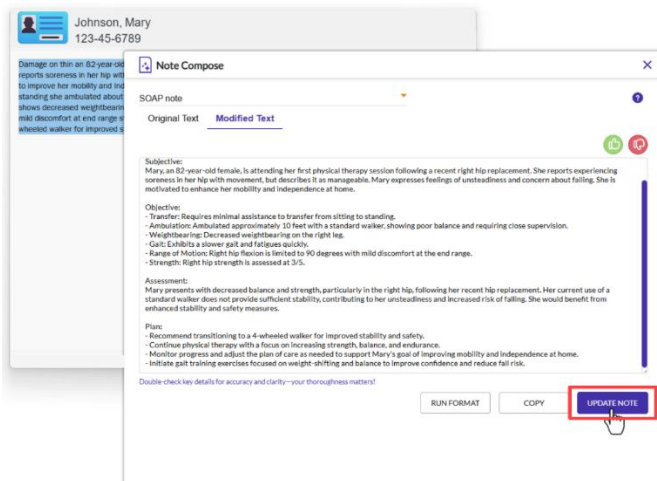 Johnson, Mary
123-45-6789
Damage on thin an 82-year-old
reports soreness in her hip with
to improve her mobility and ind
standing she ambulated about
shows decreased weightbearin
mild discomfort at end range s
wheeled walker for improved s
Note Compose
SOAP note
Original Text Modified Text
Subjective:
Mary, an 82-year-old female, is attending her first physical therapy session following a recent right hip replacement. She reports experiencing
soreness in her hip with movement, but describes it as manageable. Mary expresses feelings of unsteadiness and concern about falling. She is
motivated to enhance her mobility and independence at home.
Objective:
- Transfer: Requires minimal assistance to transfer from sitting to standing.
- Ambulation: Ambulated approximately 10 feet with a standard walker, showing poor balance and requiring close supervision.
- Weightbearing: Decreased weightbearing on the right leg.
- Gait: Exhibits a slower gait and fatigues quickly.
- Range of Motion: Right hip flexion is limited to 90 degrees with mild discomfort at the end range.
- Strength: Right hip strength is assessed at 3/5.
Assessment:
Mary presents with decreased balance and strength, particularly in the right hip, following her recent hip replacement. Her current use of a
standard walker does not provide sufficient stability, contributing to her unsteadiness and increased risk of falling. She would benefit from
enhanced stability and safety measures.
Plan:
- Recommend transitioning to a 4-wheeled walker for improved stability and safety.
- Continue physical therapy with a focus on increasing strength, balance, and endurance.
- Monitor progress and adjust the plan of care as needed to support Mary's goal of improving mobility and independence at home.
- Initiate gait training exercises focused on weight-shifting and balance to improve confidence and reduce fall risk.
Double-check key details for accuracy and clarity—your thoroughness matters!
RUN FORMAT COPY UPDATE NOTE